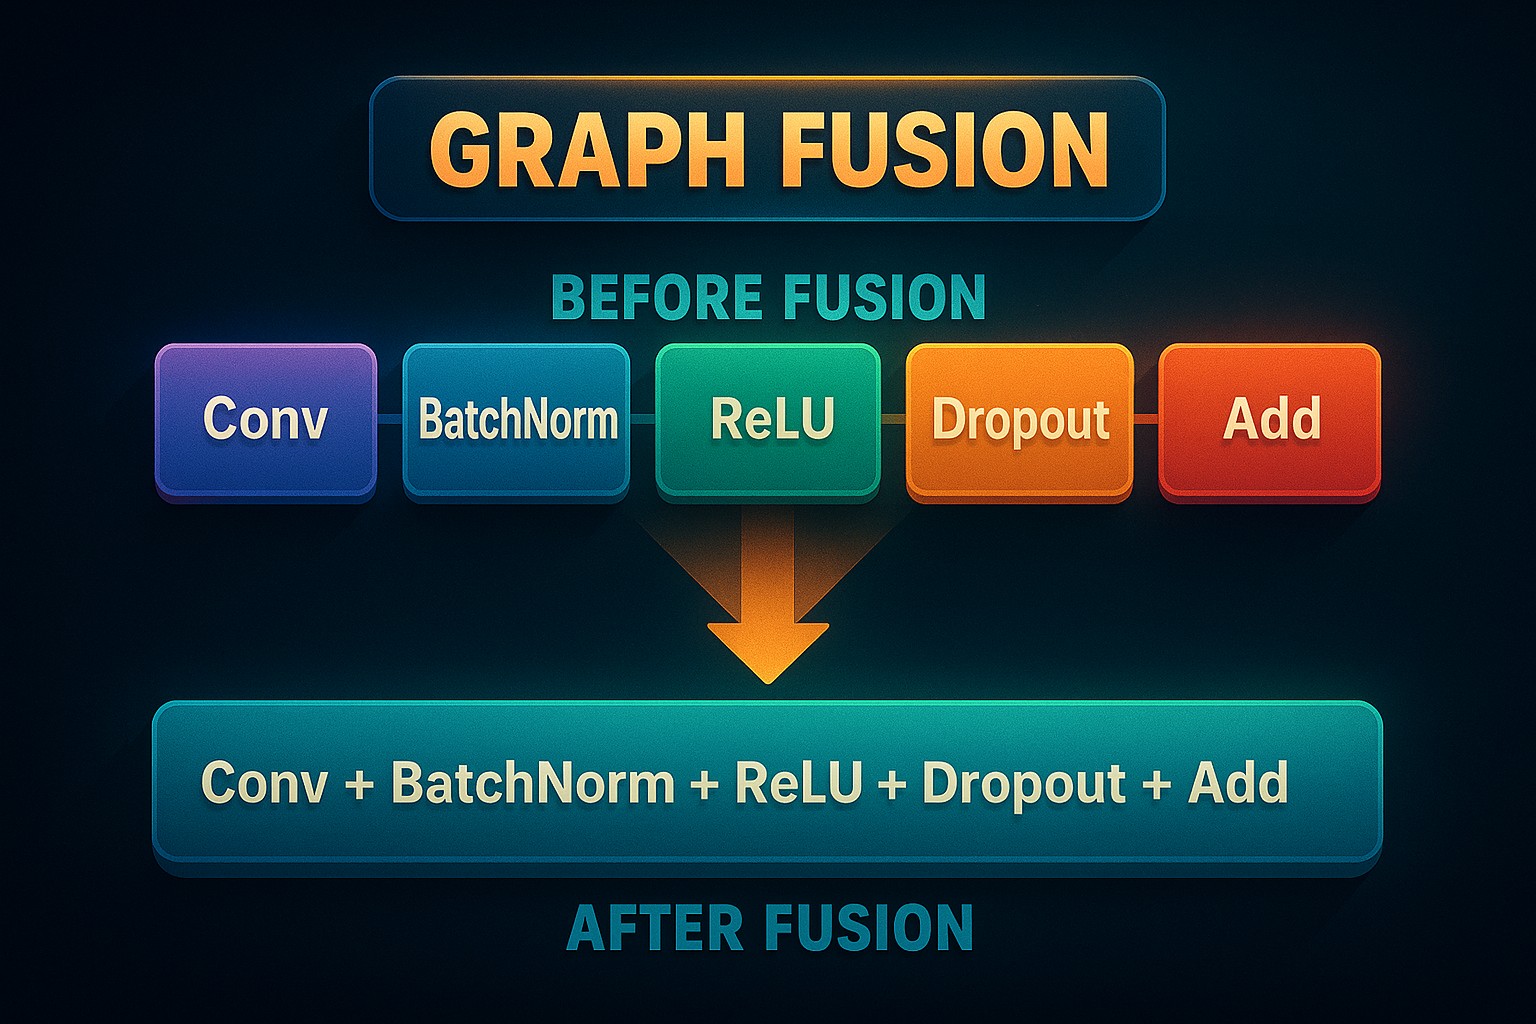 GRAPH FUSION
BEFORE FUSION
Conv BatchNorm ReLU Dropout Add
Conv + BatchNorm + ReLU + Dropout + Add
AFTER FUSION